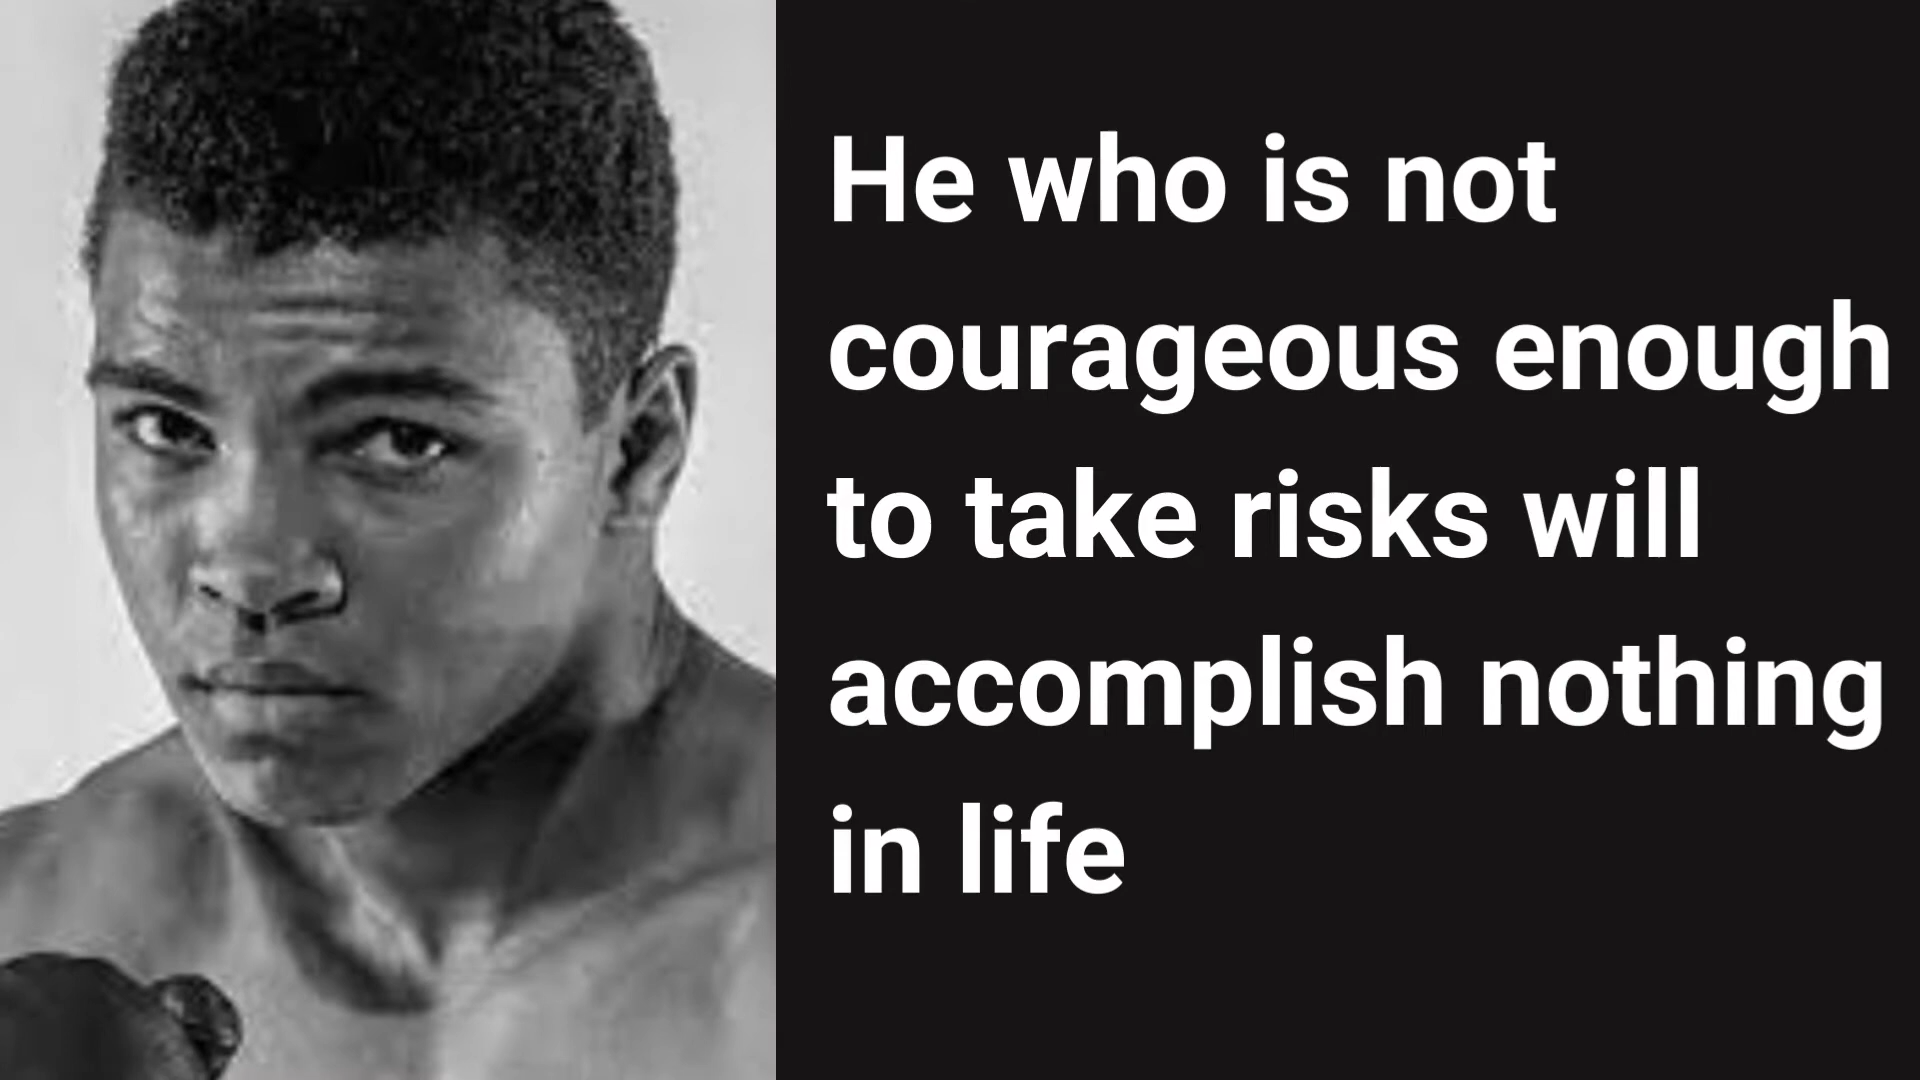 He who is not
courageous enough
to take risks will
accomplish nothing
in life